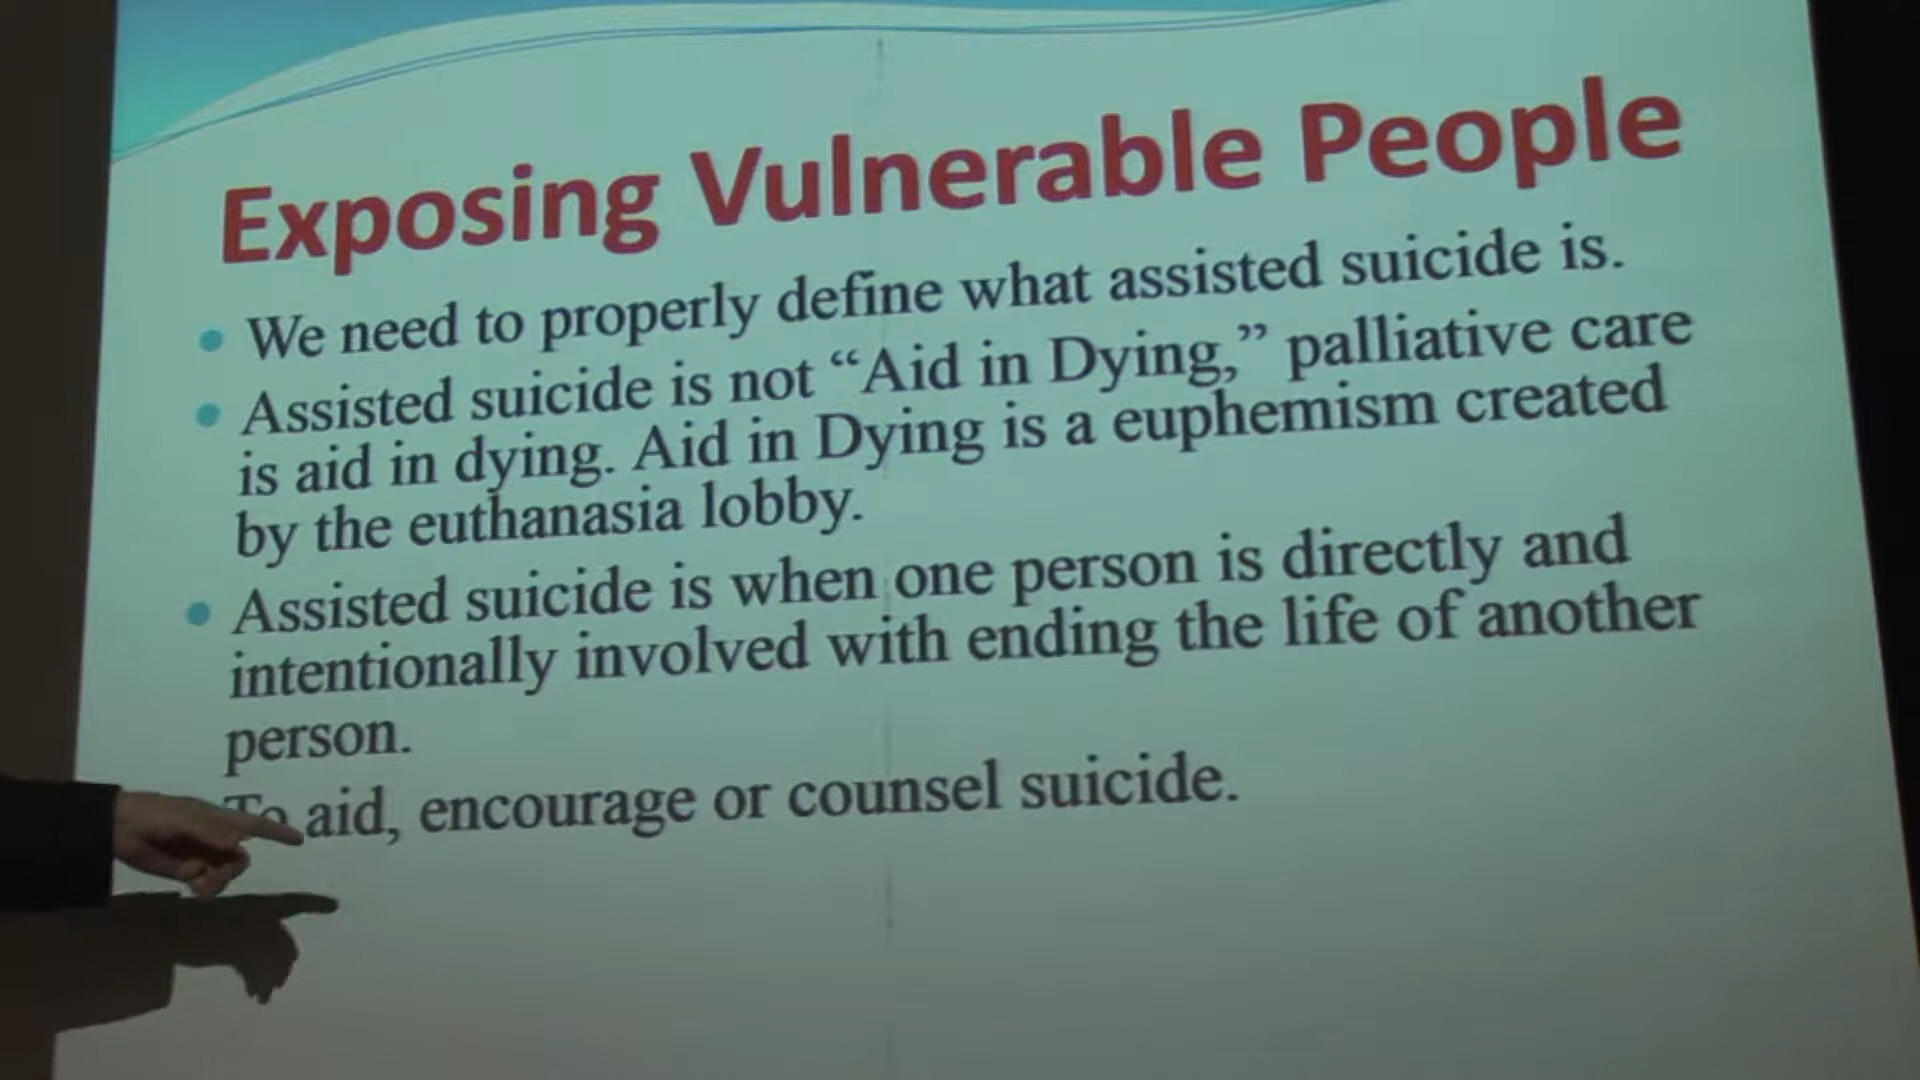 Exposing Vulnerable People
• We need to properly define what assisted suicide is.
• Assisted suicide is not “Aid in Dying,” palliative care
is aid in dying. Aid in Dying is a euphemism created
by the euthanasia lobby.
• Assisted suicide is when one person is directly and
intentionally involved with ending the life of another
person.
To aid, encourage or counsel suicide.